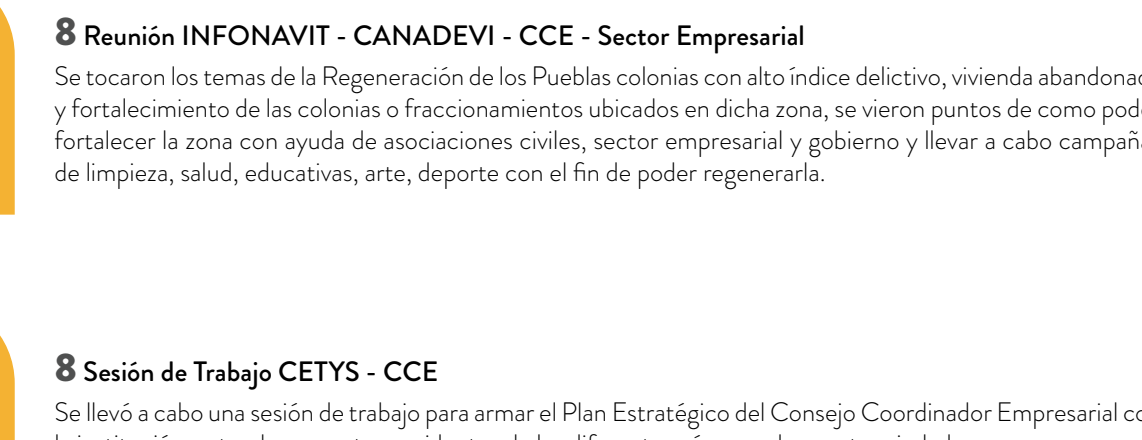 8 Reunión INFONAVIT - CANADEVI - CCE - Sector Empresarial
Se tocaron los temas de la Regeneración de los Pueblas colonias con alto índice delictivo, vivienda abandonad
y fortalecimiento de las colonias o fraccionamientos ubicados en dicha zona, se vieron puntos de como pode
fortalecer la zona con ayuda de asociaciones civiles, sector empresarial y gobierno y llevar a cabo campaña
de limpieza, salud, educativas, arte, deporte con el fin de poder regenerarla.
8 Sesión de Trabajo CETYS - CCE
Se llevó a cabo una sesión de trabajo para armar el Plan Estratégico del Consejo Coordinador Empresarial co